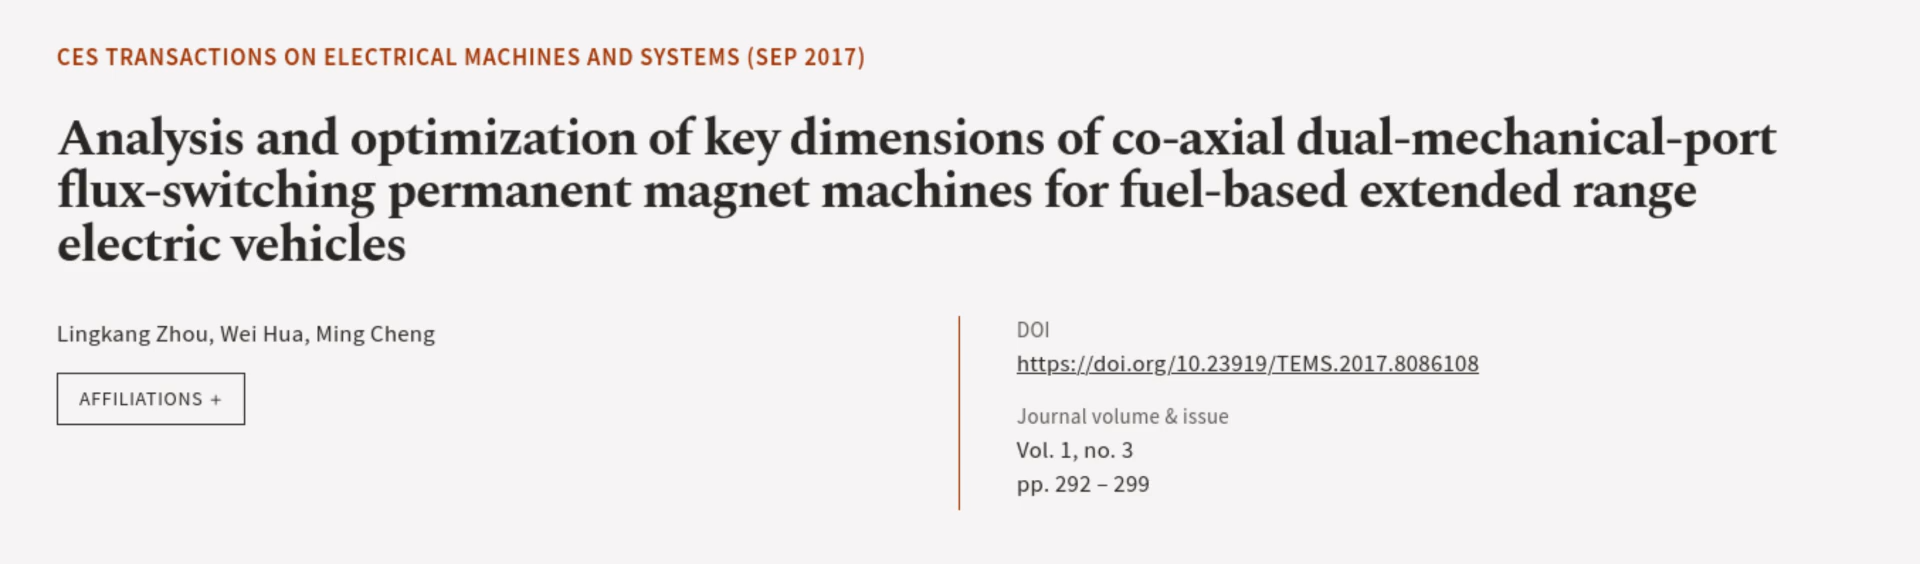 CES TRANSACTIONS ON ELECTRICAL MACHINES AND SYSTEMS (SEP 2017)
Analysis and optimization of key dimensions of co-axial dual-mechanical-port
flux-switching permanent magnet machines for fuel-based extended range
electric vehicles
Lingkang Zhou, Wei Hua, Ming Cheng
AFFILIATIONS +
DOI
https://doi.org/10.23919/TEMS.2017.8086108
Journal volume & issue
Vol. 1, no. 3
pp. 292 – 299